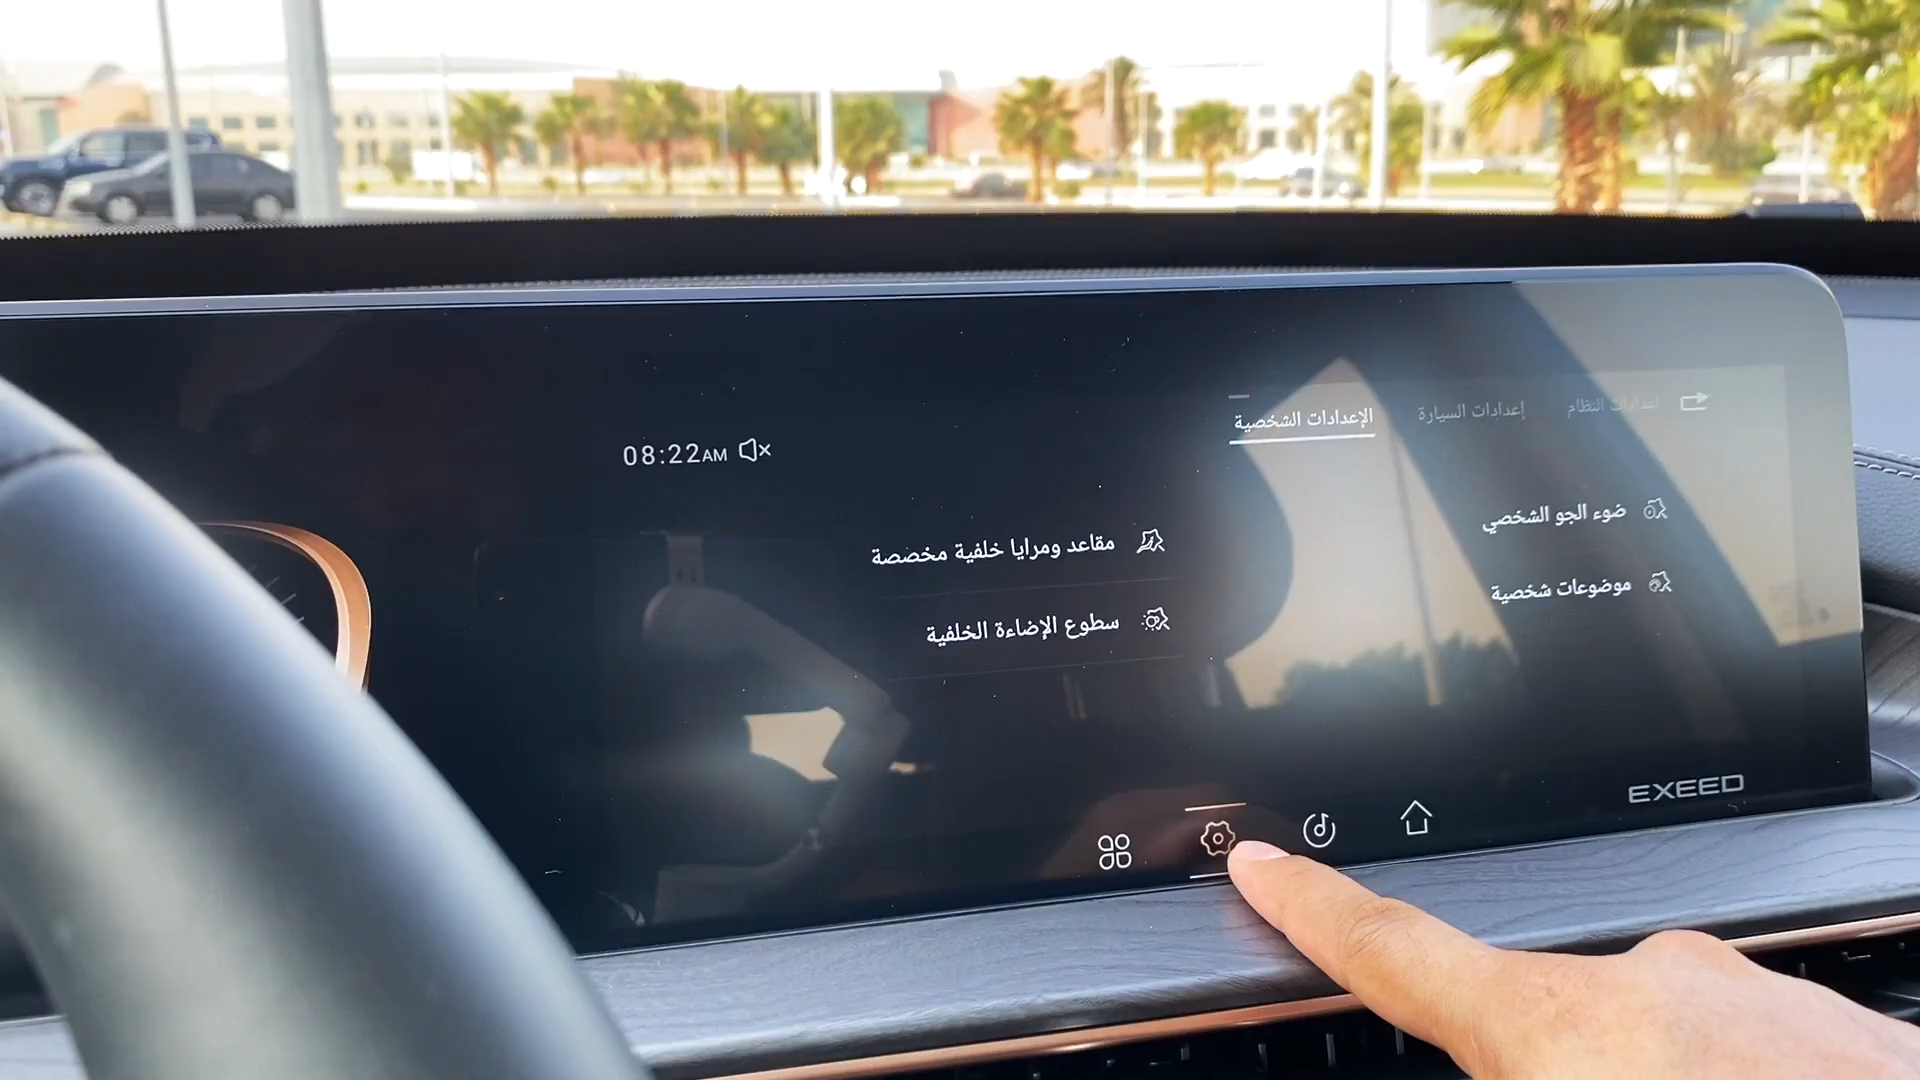 إعدادات النظام
إعدادات السيارة
الإعدادات الشخصية
08:22AM
ضوء الجو الشخصي
مقاعد ومرايا خلفية مخصصة
موضوعات شخصية
سطوع الإضاءة الخلفية
EXEED